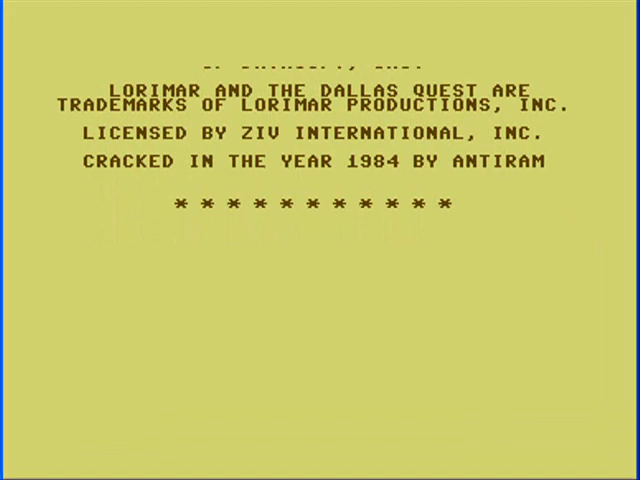 LORIMAR AND THE DALLAS QUEST ARE
TRADEMARKS OF LORIMAR PRODUCTIONS, INC.
LICENSED BY ZIV INTERNATIONAL, INC.
CRACKED IN THE YEAR 1984 BY ANTIRAM
* * * * * * * * * * *